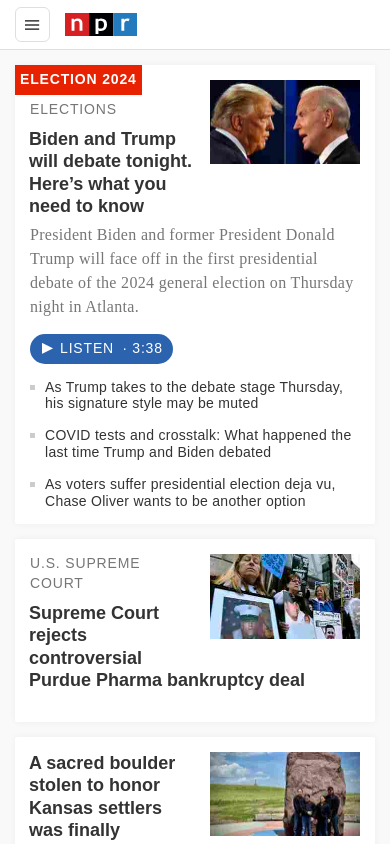 npr
ELECTION 2024
ELECTIONS
Biden and Trump
will debate tonight.
Here’s what you
need to know
President Biden and former President Donald
Trump will face off in the first presidential
debate of the 2024 general election on Thursday
night in Atlanta.
LISTEN · 3:38
As Trump takes to the debate stage Thursday,
his signature style may be muted
COVID tests and crosstalk: What happened the
last time Trump and Biden debated
As voters suffer presidential election deja vu,
Chase Oliver wants to be another option
U.S. SUPREME
COURT
Supreme Court
rejects
controversial
Purdue Pharma bankruptcy deal
A sacred boulder
stolen to honor
Kansas settlers
was finally